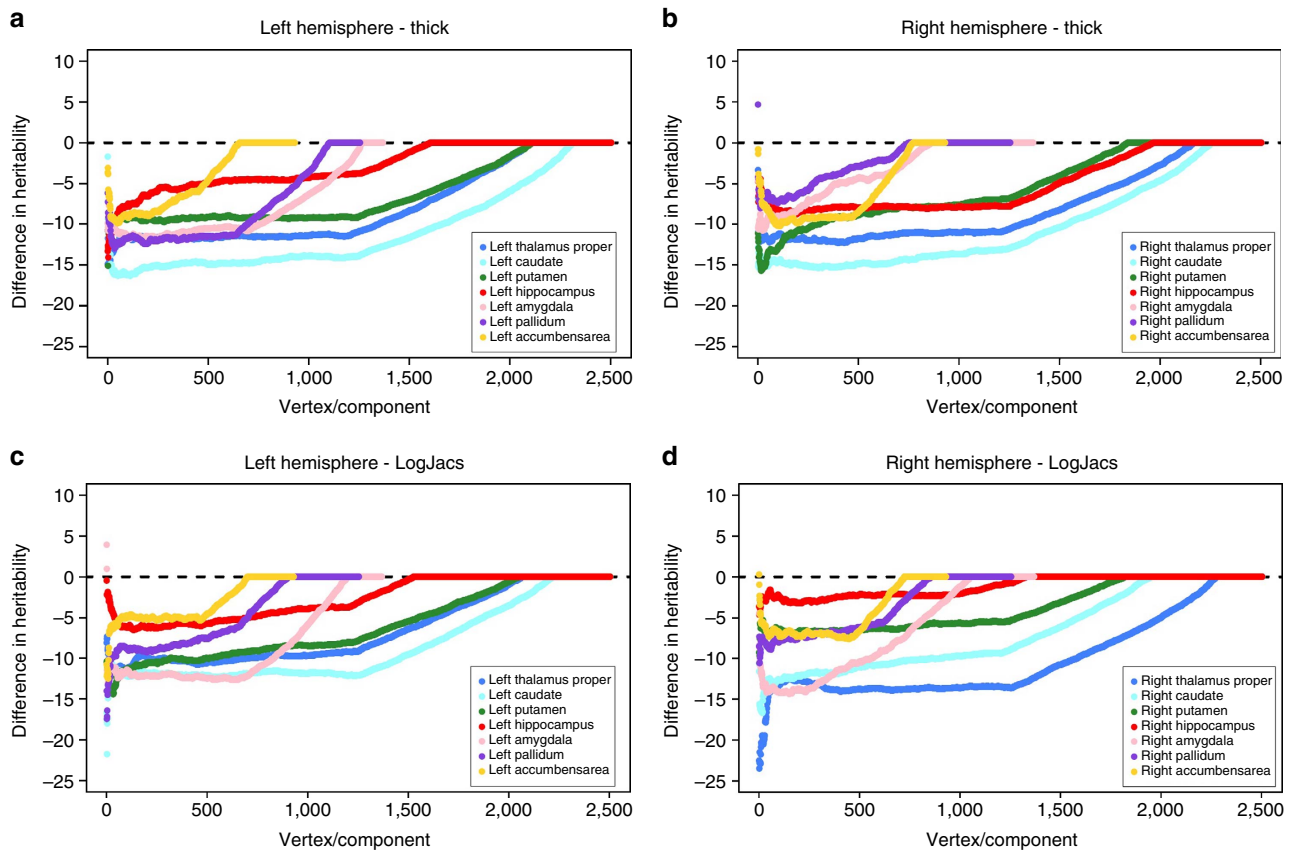 a
Left hemisphere - thick
10
5
0
–5
–10
–15
–20
–25
Difference in heritability
Left thalamus proper
Left caudate
Left putamen
Left hippocampus
Left amygdala
Left pallidum
Left accumbensarea
0 500 1,000 1,500 2,000 2,500
Vertex/component
b
Right hemisphere - thick
10
5
0
–5
–10
–15
–20
–25
Difference in heritability
Right thalamus proper
Right caudate
Right putamen
Right hippocampus
Right amygdala
Right pallidum
Right accumbensarea
0 500 1,000 1,500 2,000 2,500
Vertex/component
c
Left hemisphere - LogJacs
10
5
0
–5
–10
–15
–20
–25
Difference in heritability
Left thalamus proper
Left caudate
Left putamen
Left hippocampus
Left amygdala
Left pallidum
Left accumbensarea
0 500 1,000 1,500 2,000 2,500
Vertex/component
d
Right hemisphere - LogJacs
10
5
0
–5
–10
–15
–20
–25
Difference in heritability
Right thalamus proper
Right caudate
Right putamen
Right hippocampus
Right amygdala
Right pallidum
Right accumbensarea
0 500 1,000 1,500 2,000 2,500
Vertex/component